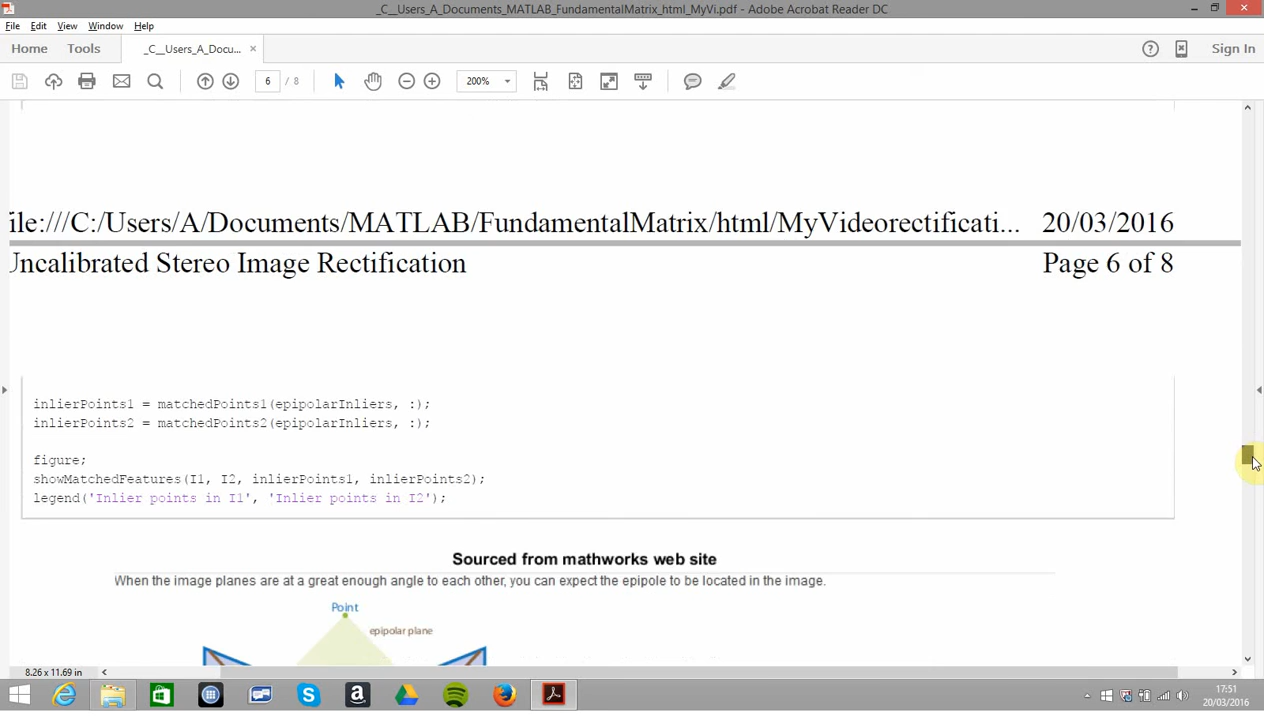 _C__Users_A_Documents_MATLAB_FundamentalMatrix_html_MyVi.pdf - Adobe Acrobat Reader DC
File Edit View Window Help
Home Tools _C__Users_A_Docu... × Sign In
6 / 8 200%
ile:///C:/Users/A/Documents/MATLAB/FundamentalMatrix/html/MyVideorectificati... 20/03/2016
Uncalibrated Stereo Image Rectification Page 6 of 8
inlierPoints1 = matchedPoints1(epipolarInliers, :);
inlierPoints2 = matchedPoints2(epipolarInliers, :);
figure;
showMatchedFeatures(I1, I2, inlierPoints1, inlierPoints2);
legend('Inlier points in I1', 'Inlier points in I2');
Sourced from mathworks web site
When the image planes are at a great enough angle to each other, you can expect the epipole to be located in the image.
Point
epipolar plane
8.26 x 11.69 in
17:51
20/03/2016